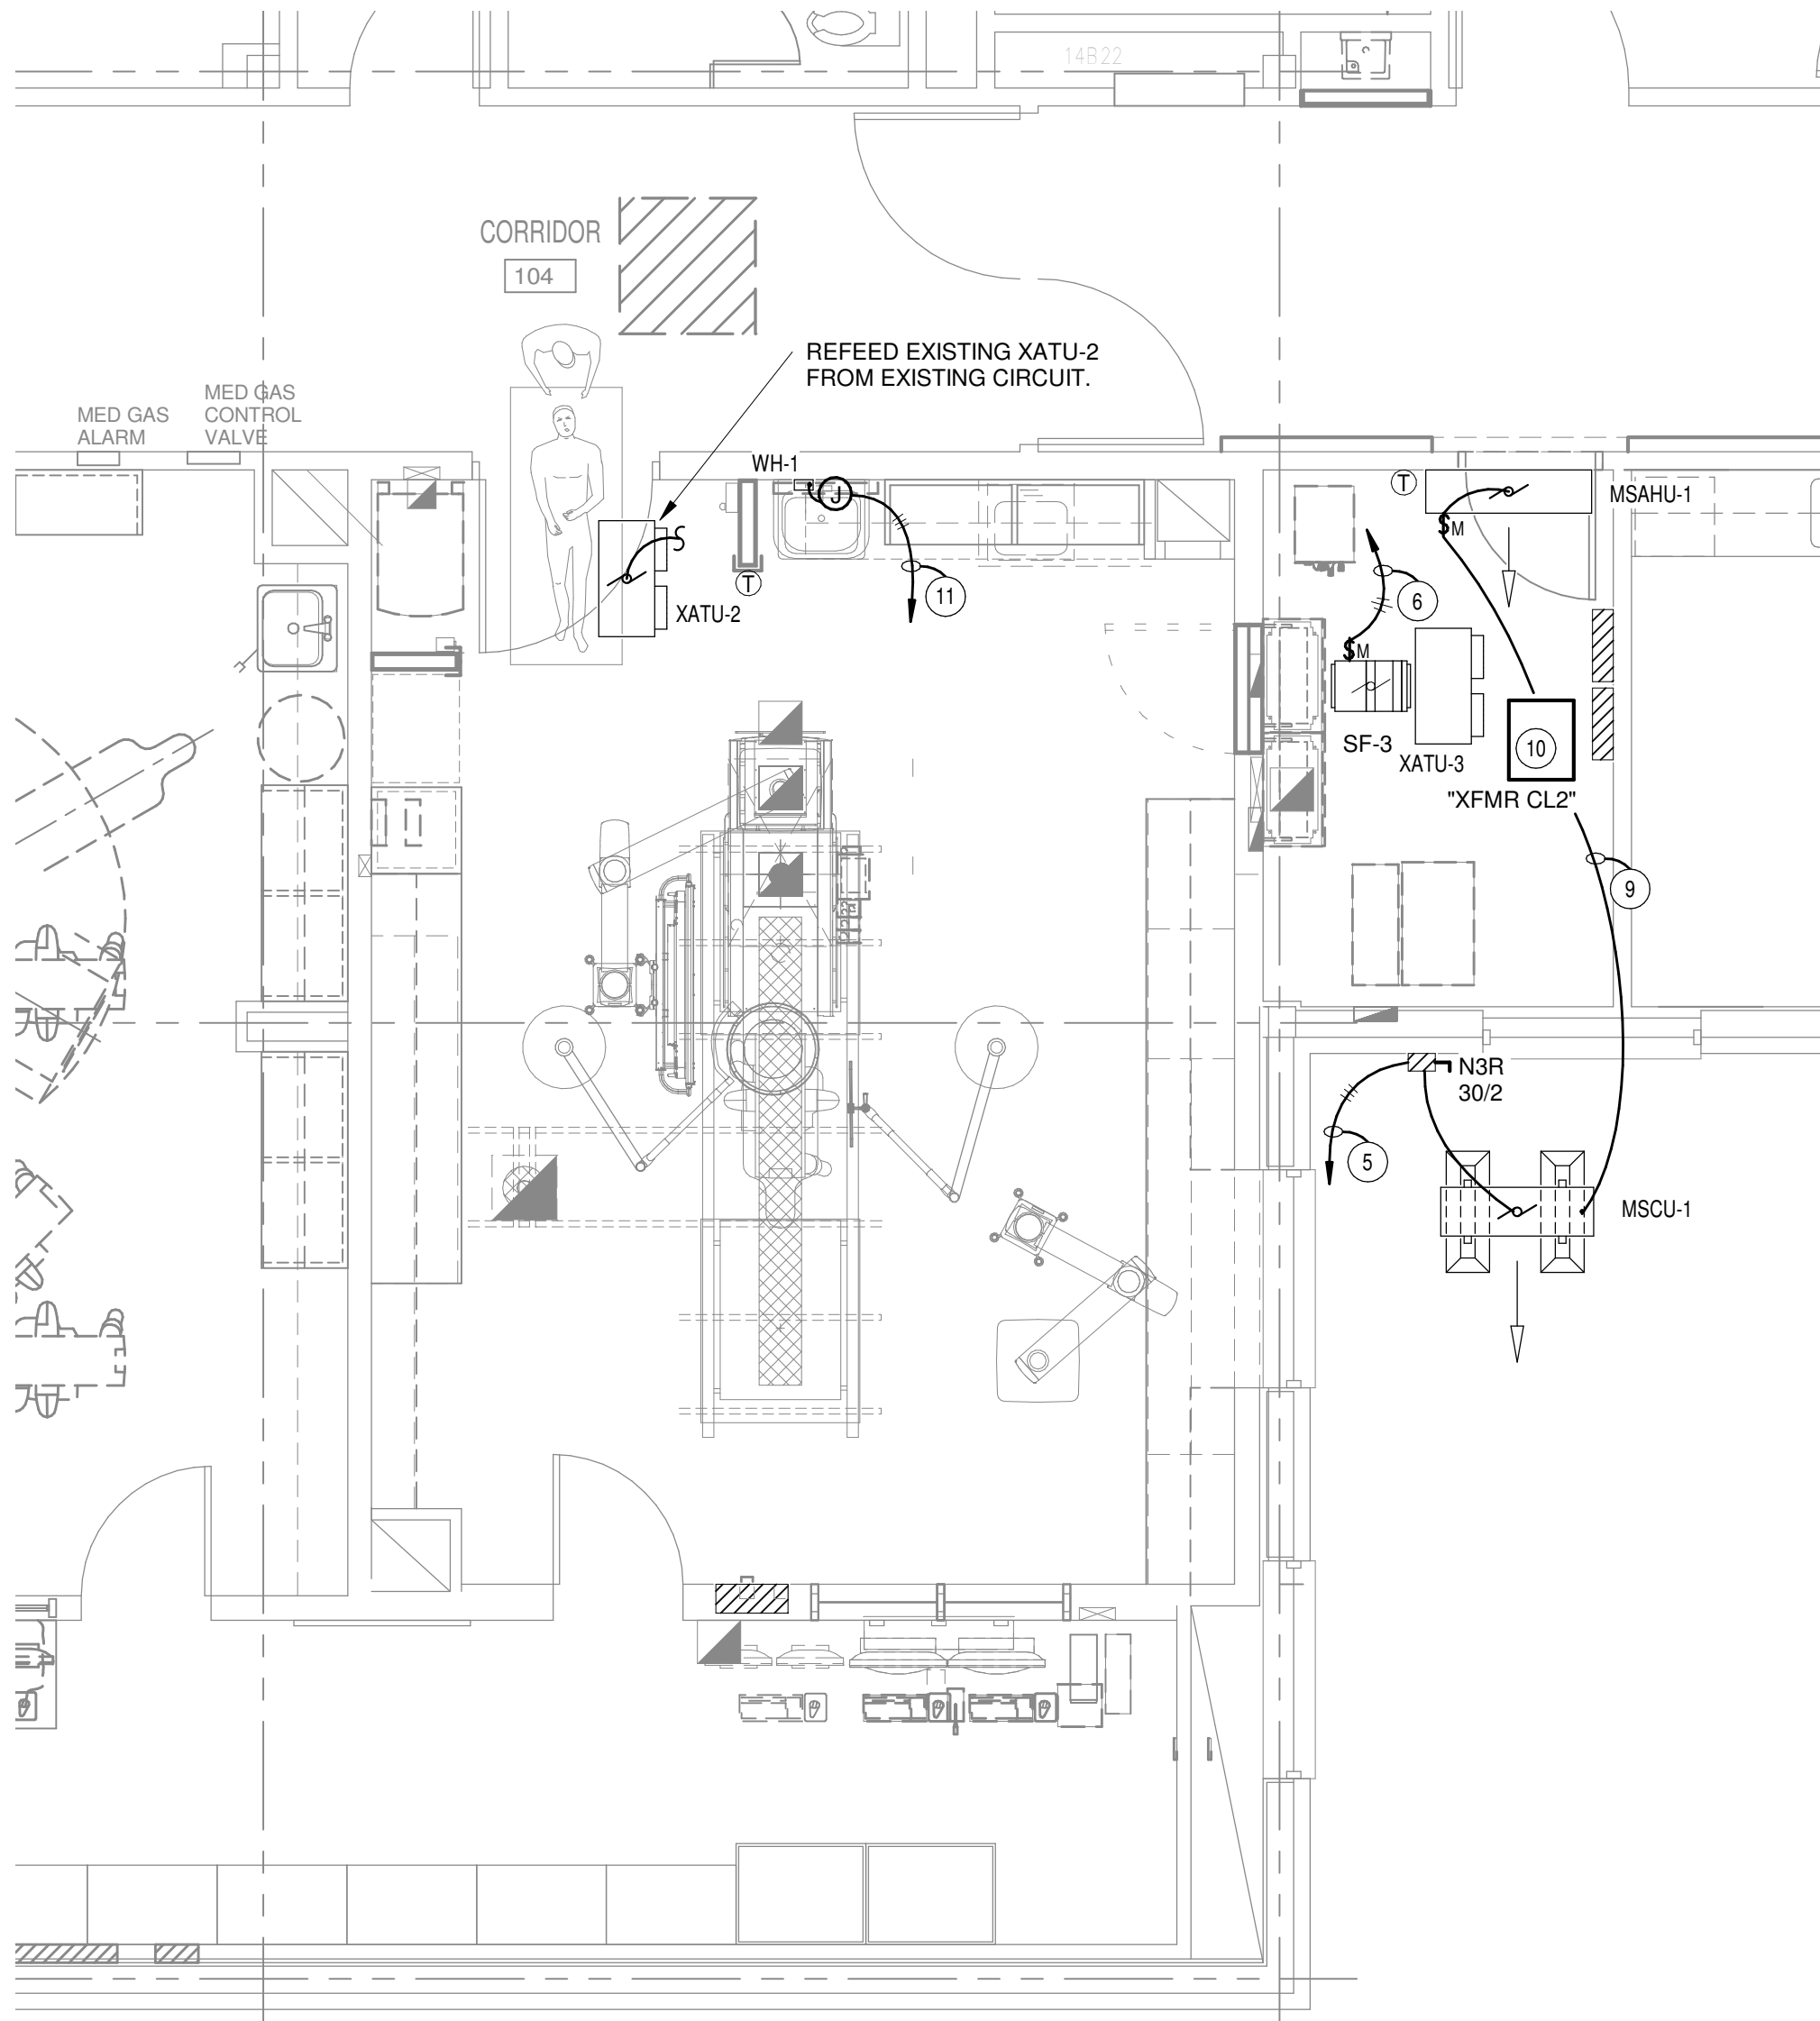 14B22
CORRIDOR
104
REFEED EXISTING XATU-2
FROM EXISTING CIRCUIT.
MED GAS
ALARM
MED GAS
CONTROL
VALVE
WH-1
J
T
11
XATU-2
T
MSAHU-1
$M
6
$M
SF-3
XATU-3
10
"XFMR CL2"
9
N3R
30/2
5
MSCU-1